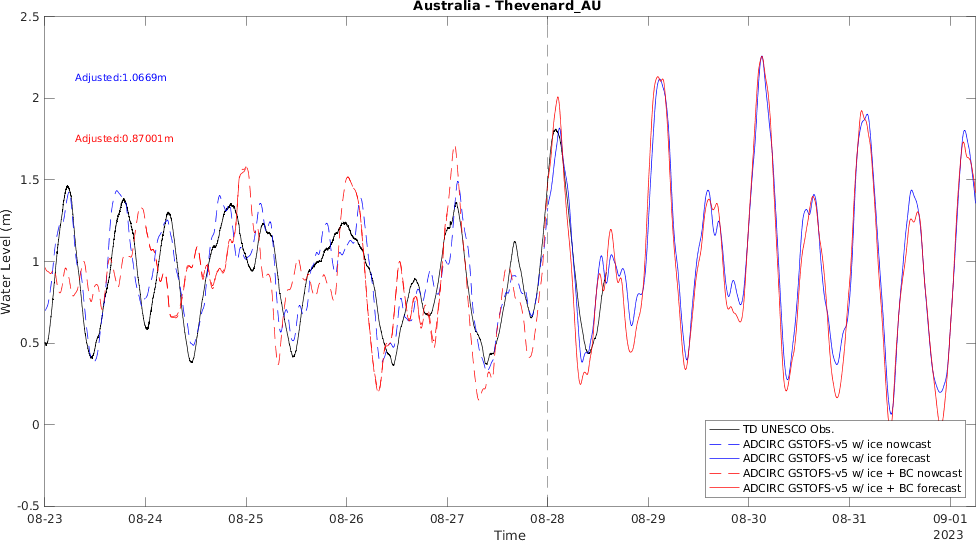 Australia - Thevenard_AU
2.5
2
1.5
1
0.5
0
-0.5
Water Level (m)
Adjusted:1.0669m
Adjusted:0.87001m
TD UNESCO Obs.
ADCIRC GSTOFS-v5 w/ ice nowcast
ADCIRC GSTOFS-v5 w/ ice forecast
ADCIRC GSTOFS-v5 w/ ice + BC nowcast
ADCIRC GSTOFS-v5 w/ ice + BC forecast
08-23 08-24 08-25 08-26 08-27 08-28 08-29 08-30 08-31 09-01
2023
Time